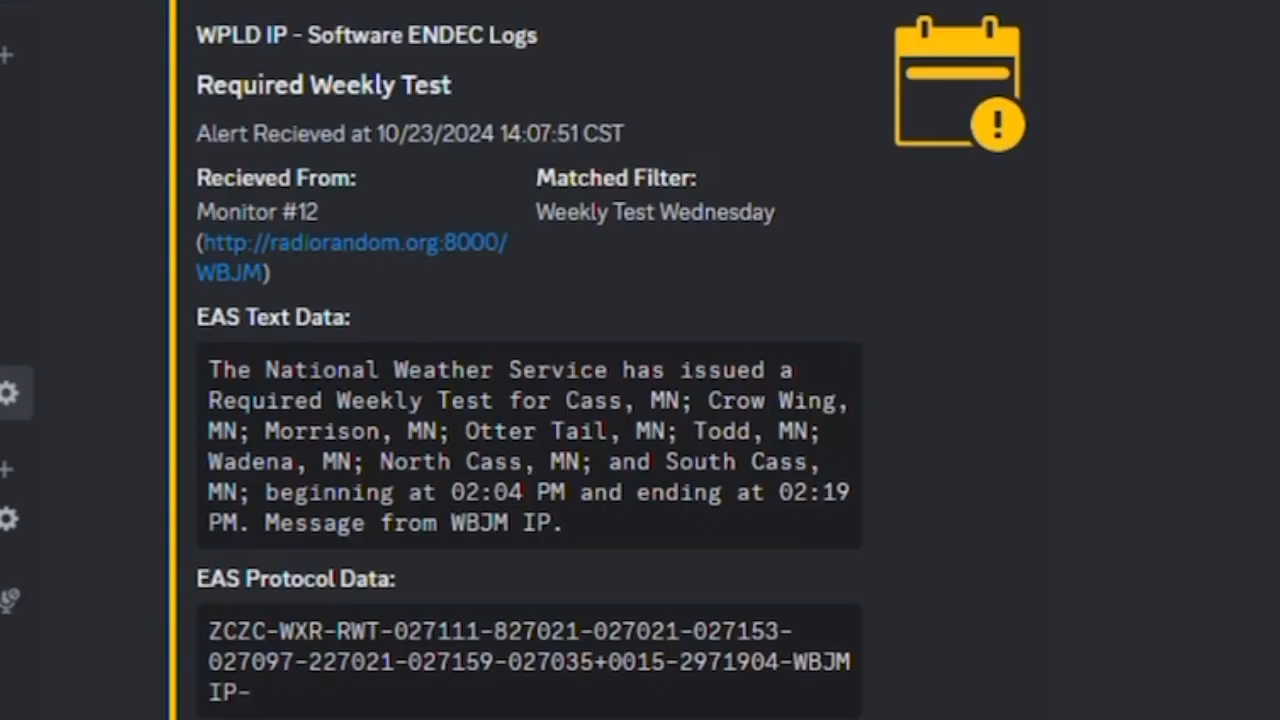 WPLD IP - Software ENDEC Logs
Required Weekly Test
Alert Recieved at 10/23/2024 14:07:51 CST
Recieved From:
Matched Filter:
Monitor #12
Weekly Test Wednesday
(http://radiorandom.org:8000/
WBJM)
EAS Text Data:
The National Weather Service has issued a
Required Weekly Test for Cass, MN; Crow Wing,
MN; Morrison, MN; Otter Tail, MN; Todd, MN;
Wadena, MN; North Cass, MN; and South Cass,
MN; beginning at 02:04 PM and ending at 02:19
PM. Message from WBJM IP.
EAS Protocol Data:
ZCZC-WXR-RWT-027111-827021-027021-027153-
027097-227021-027159-027035+0015-2971904-WBJM
IP-